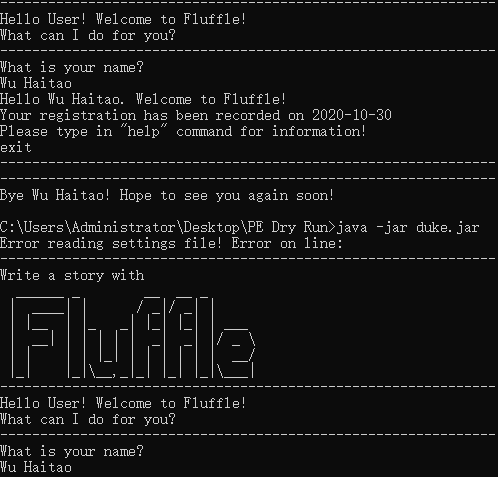 Hello User! Welcome to Fluffle!
What can I do for you?
What is your name?
Wu Haitao
Hello Wu Haitao. Welcome to Fluffle!
Your registration has been recorded on 2020-10-30
Please type in "help" command for information!
exit
Bye Wu Haitao! Hope to see you again soon!
C:\Users\Administrator\Desktop\PE Dry Run>java -jar duke.jar
Error reading settings file! Error on line:
Write a story with
Fluffle
Hello User! Welcome to Fluffle!
What can I do for you?
What is your name?
Wu Haitao